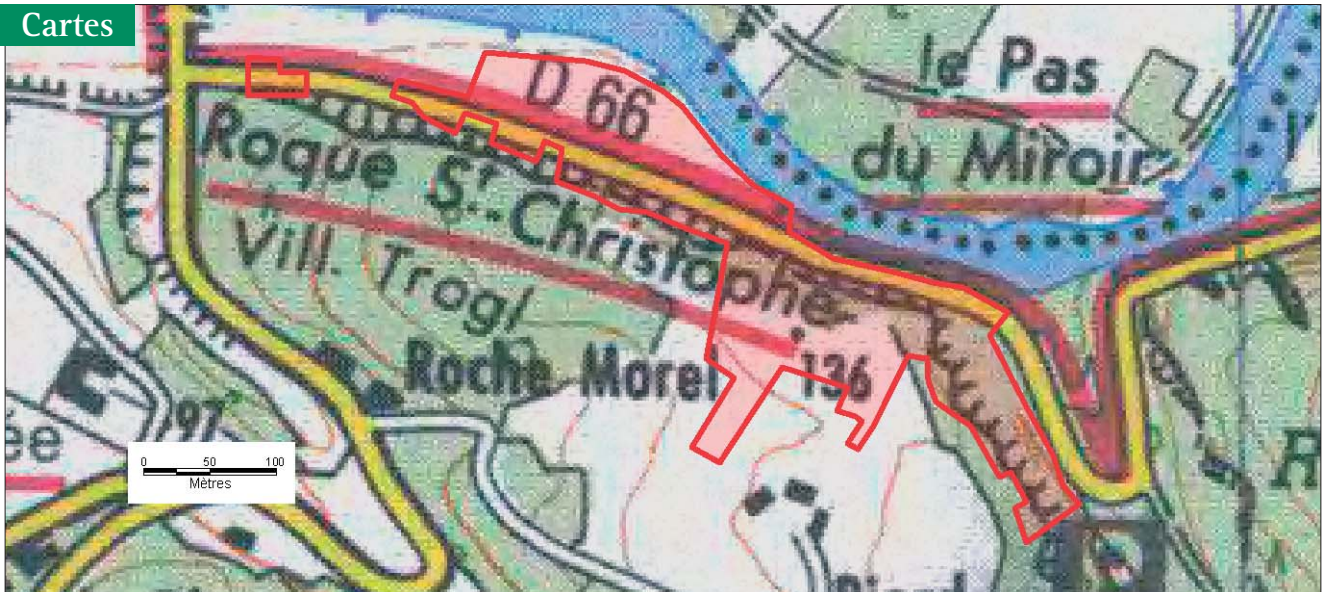 Cartes
D 66
le Pas
du Miroir
Roque St.-Christophe
Vill. Trogl
Roche Morel
136
97
ée
0 50 100
Mètres
R